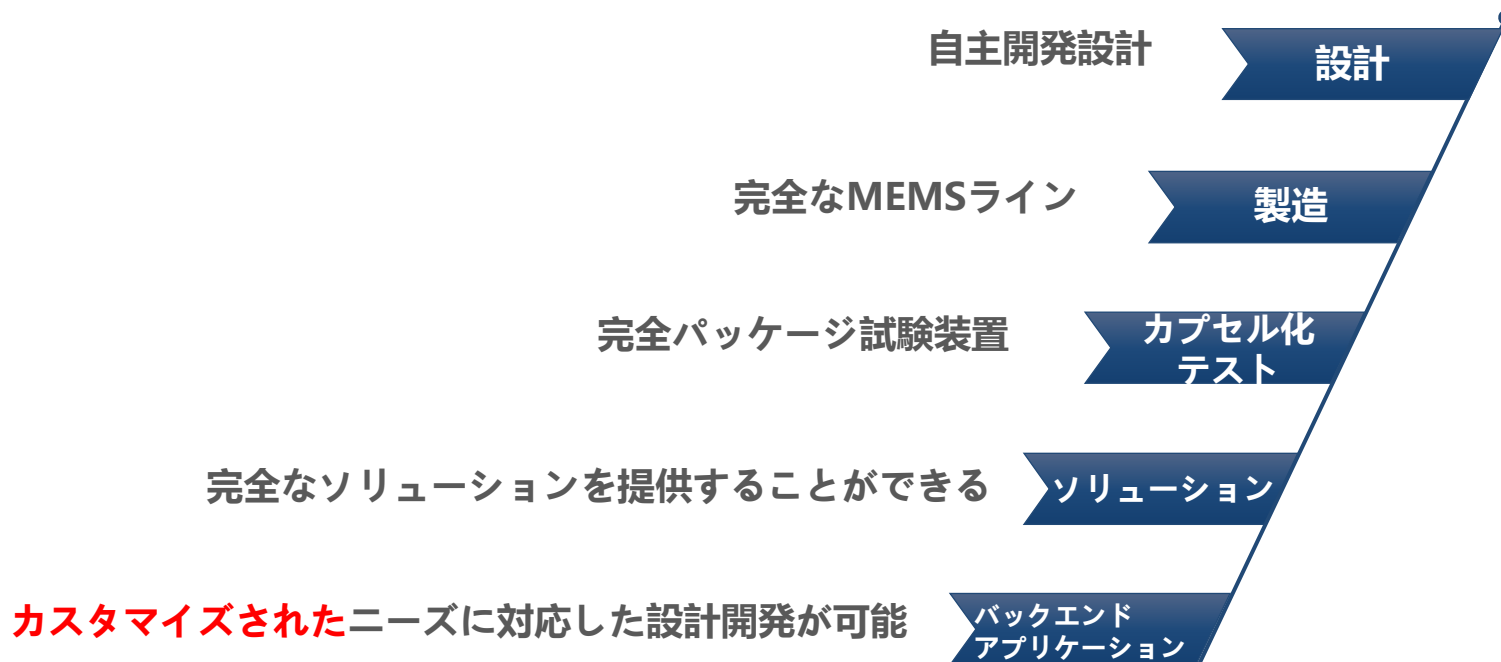 自主開発設計
設計
完全なMEMSライン
製造
完全パッケージ試験装置
カプセル化
テスト
完全なソリューションを提供することができる
ソリューション
カスタマイズされたニーズに対応した設計開発が可能
バックエンド
アプリケーション